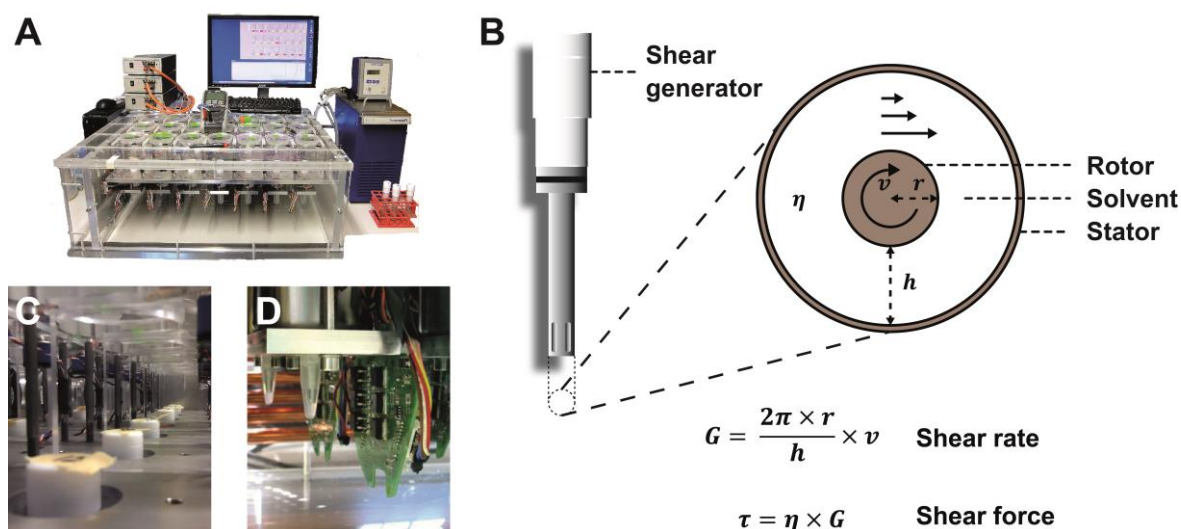 A
B
Shear
generator
Rotor
Solvent
Stator
v
r
η
h
C
D
G = 2π × r / h × v Shear rate
τ = η × G Shear force